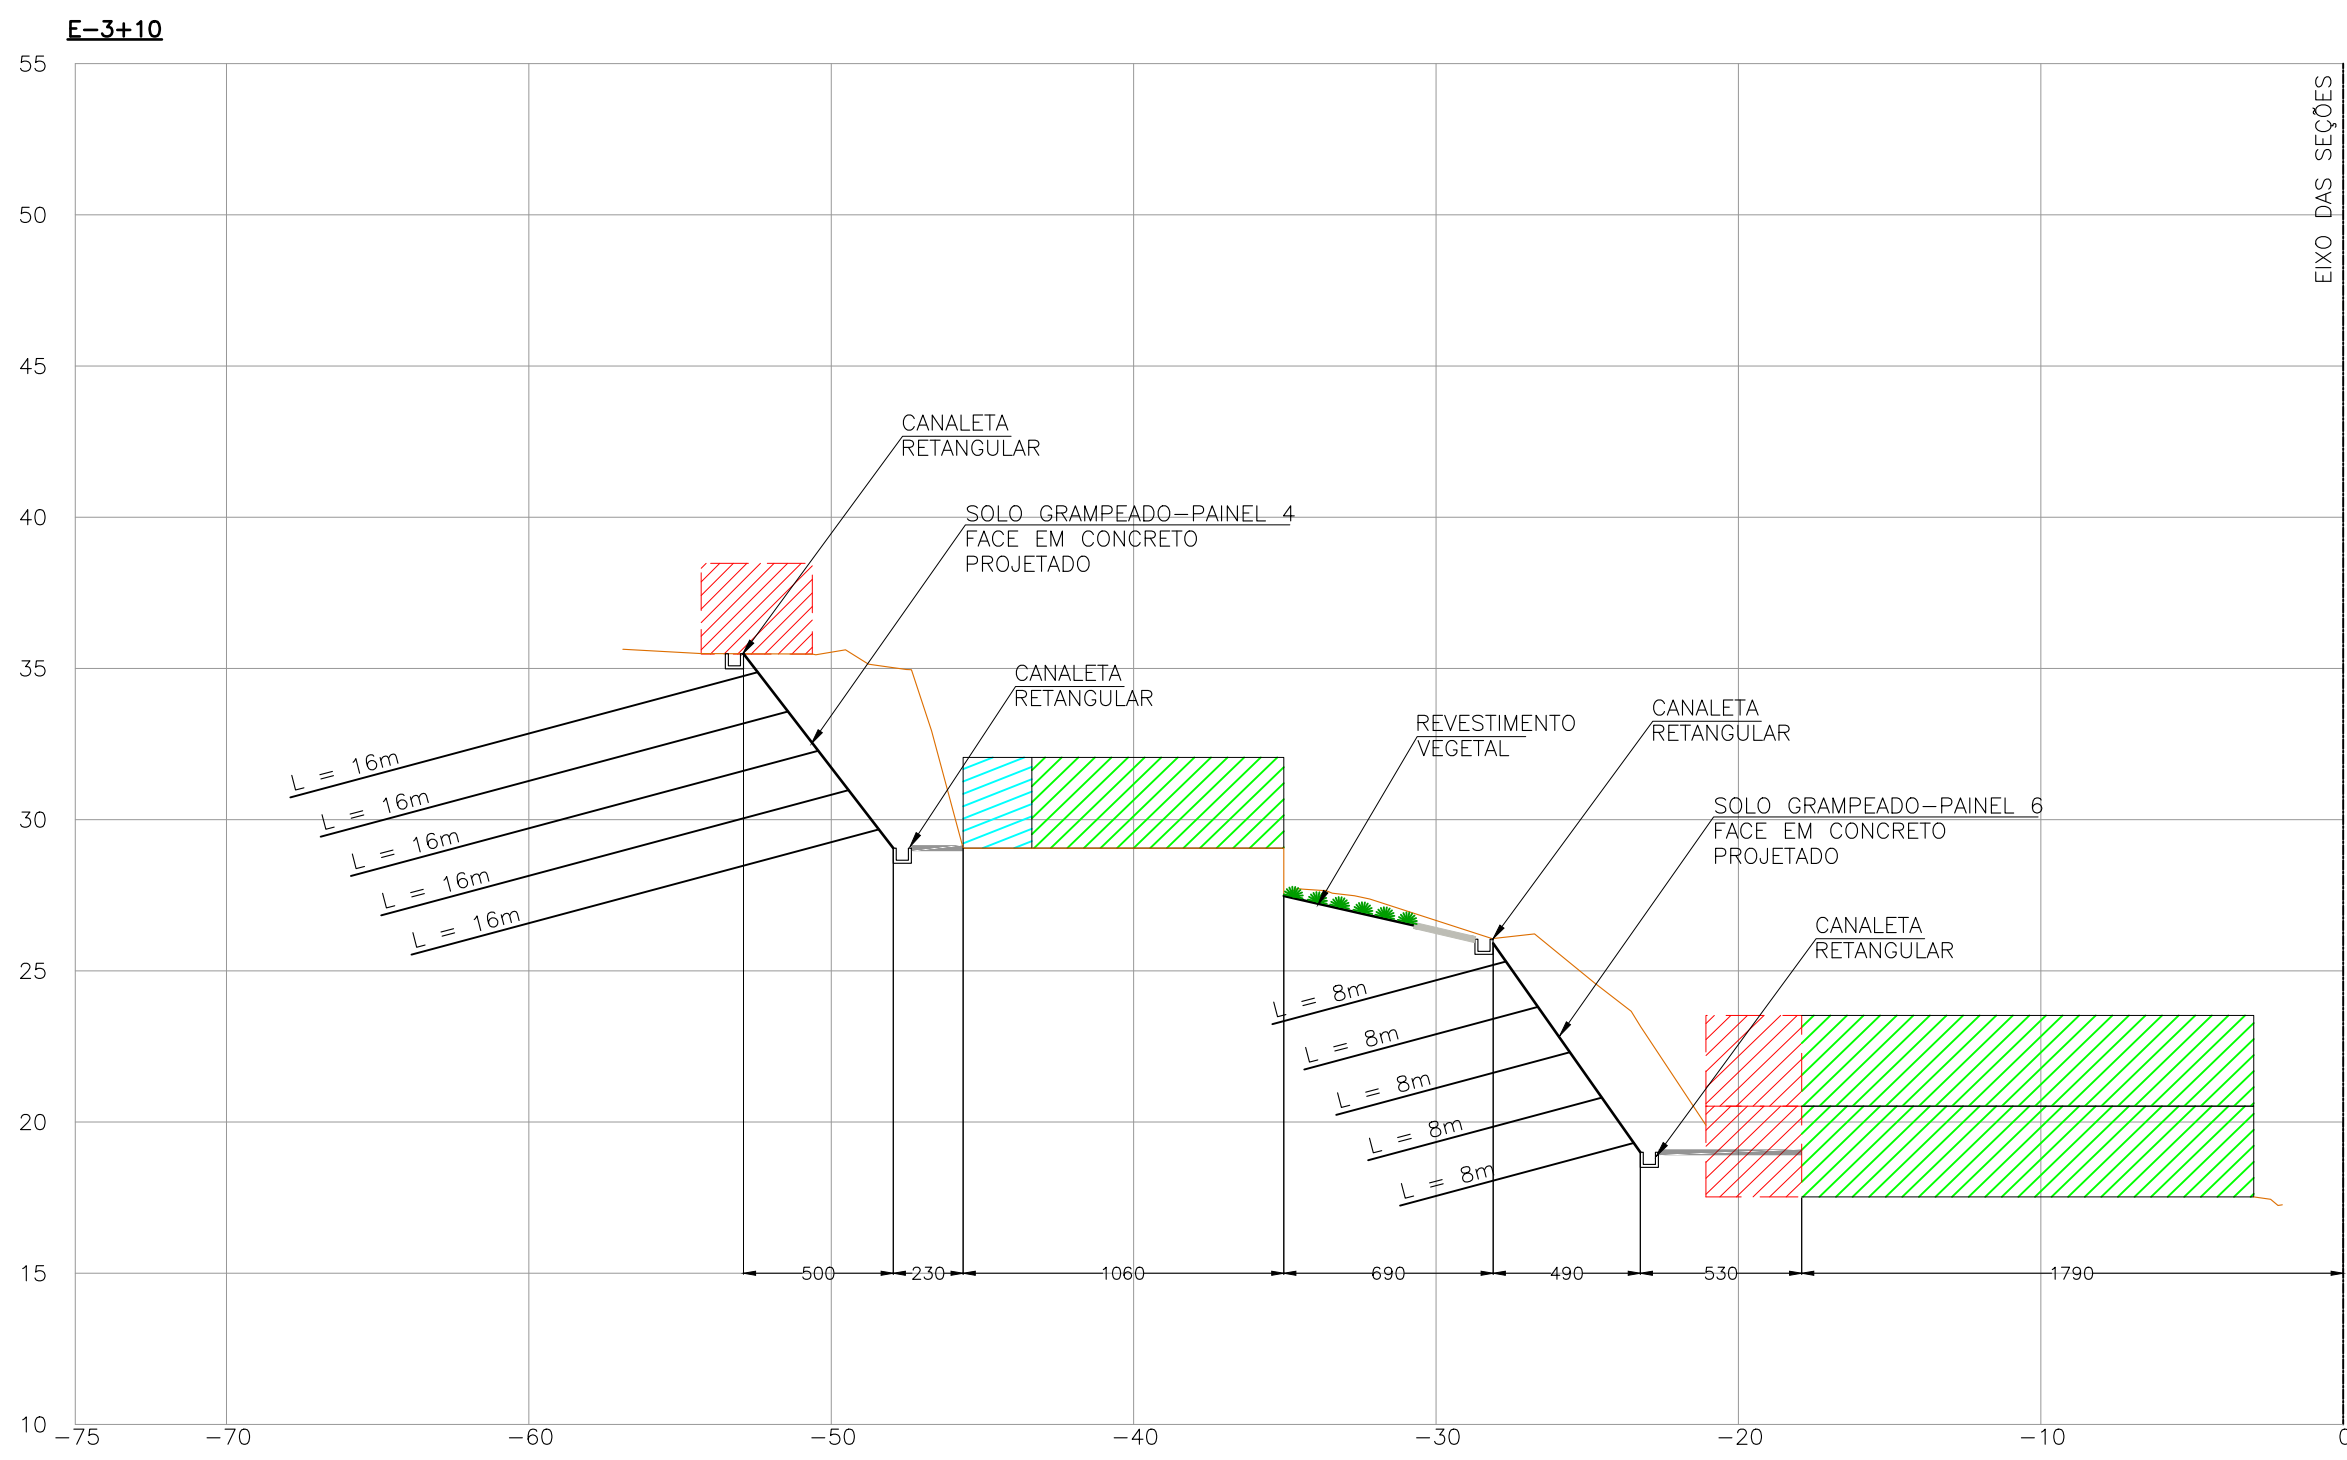 E-3+10
55
50
45
40
35
30
25
20
15
10
-75
-70
-60
-50
-40
-30
-20
-10
0
EIXO DAS SEÇÕES
CANALETA
RETANGULAR
SOLO GRAMPEADO-PAINEL 4
FACE EM CONCRETO
PROJETADO
CANALETA
RETANGULAR
REVESTIMENTO
VEGETAL
CANALETA
RETANGULAR
SOLO GRAMPEADO-PAINEL 6
FACE EM CONCRETO
PROJETADO
CANALETA
RETANGULAR
L = 16m
L = 16m
L = 16m
L = 16m
L = 16m
L = 8m
L = 8m
L = 8m
L = 8m
L = 8m
500
230
1060
690
490
530
1790